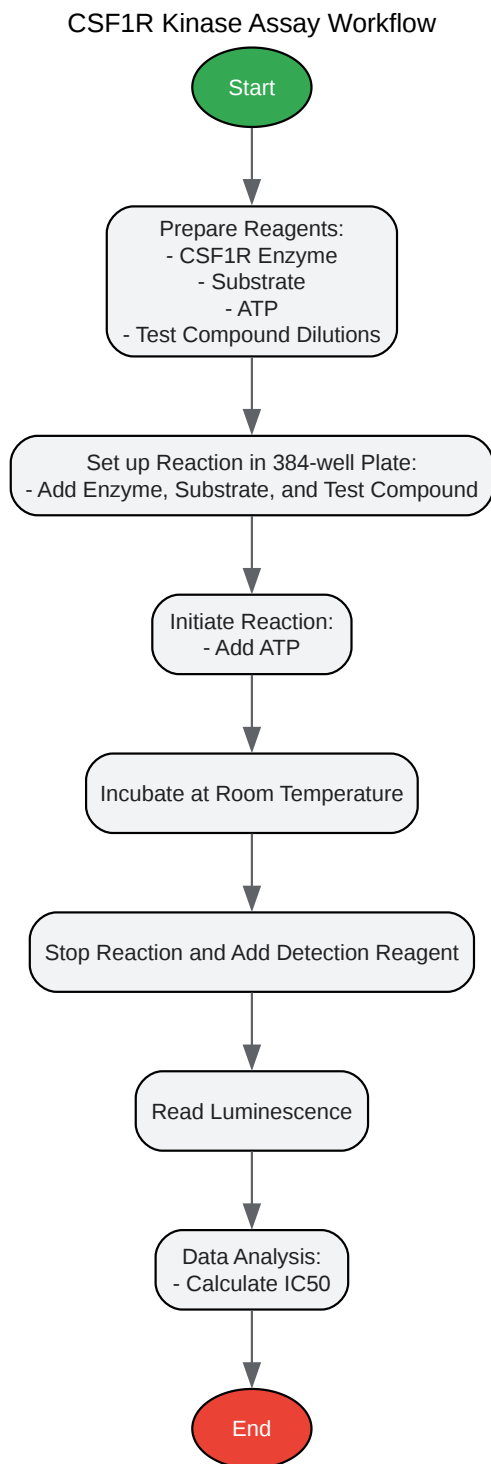 CSF1R Kinase Assay Workflow
Start
Prepare Reagents:
- CSF1R Enzyme
- Substrate
- ATP
- Test Compound Dilutions
Set up Reaction in 384-well Plate:
- Add Enzyme, Substrate, and Test Compound
Initiate Reaction:
- Add ATP
Incubate at Room Temperature
Stop Reaction and Add Detection Reagent
Read Luminescence
Data Analysis:
- Calculate IC50
End